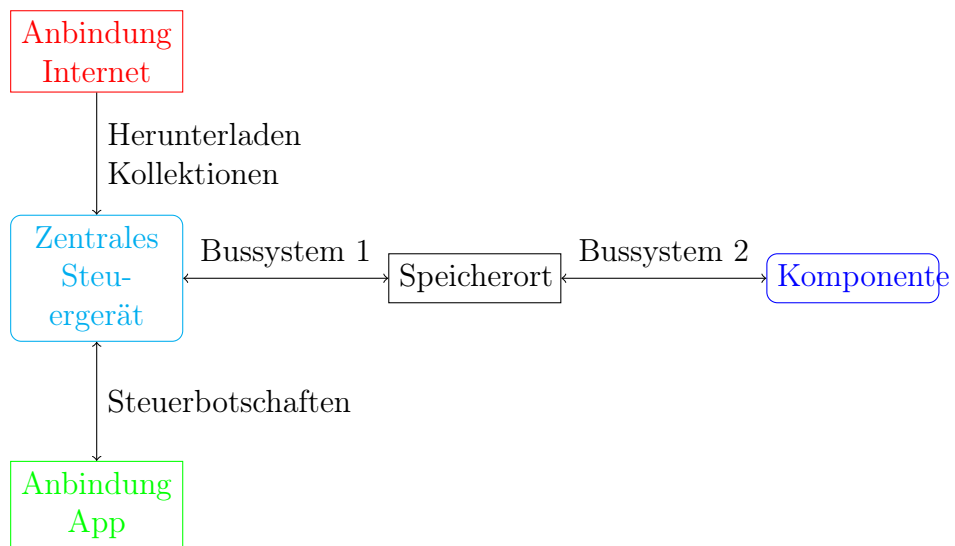 Anbindung
Internet
Herunterladen
Kollektionen
Zentrales
Steu-
ergerät
Bussystem 1
Speicherort
Bussystem 2
Komponente
Steuerbotschaften
Anbindung
App